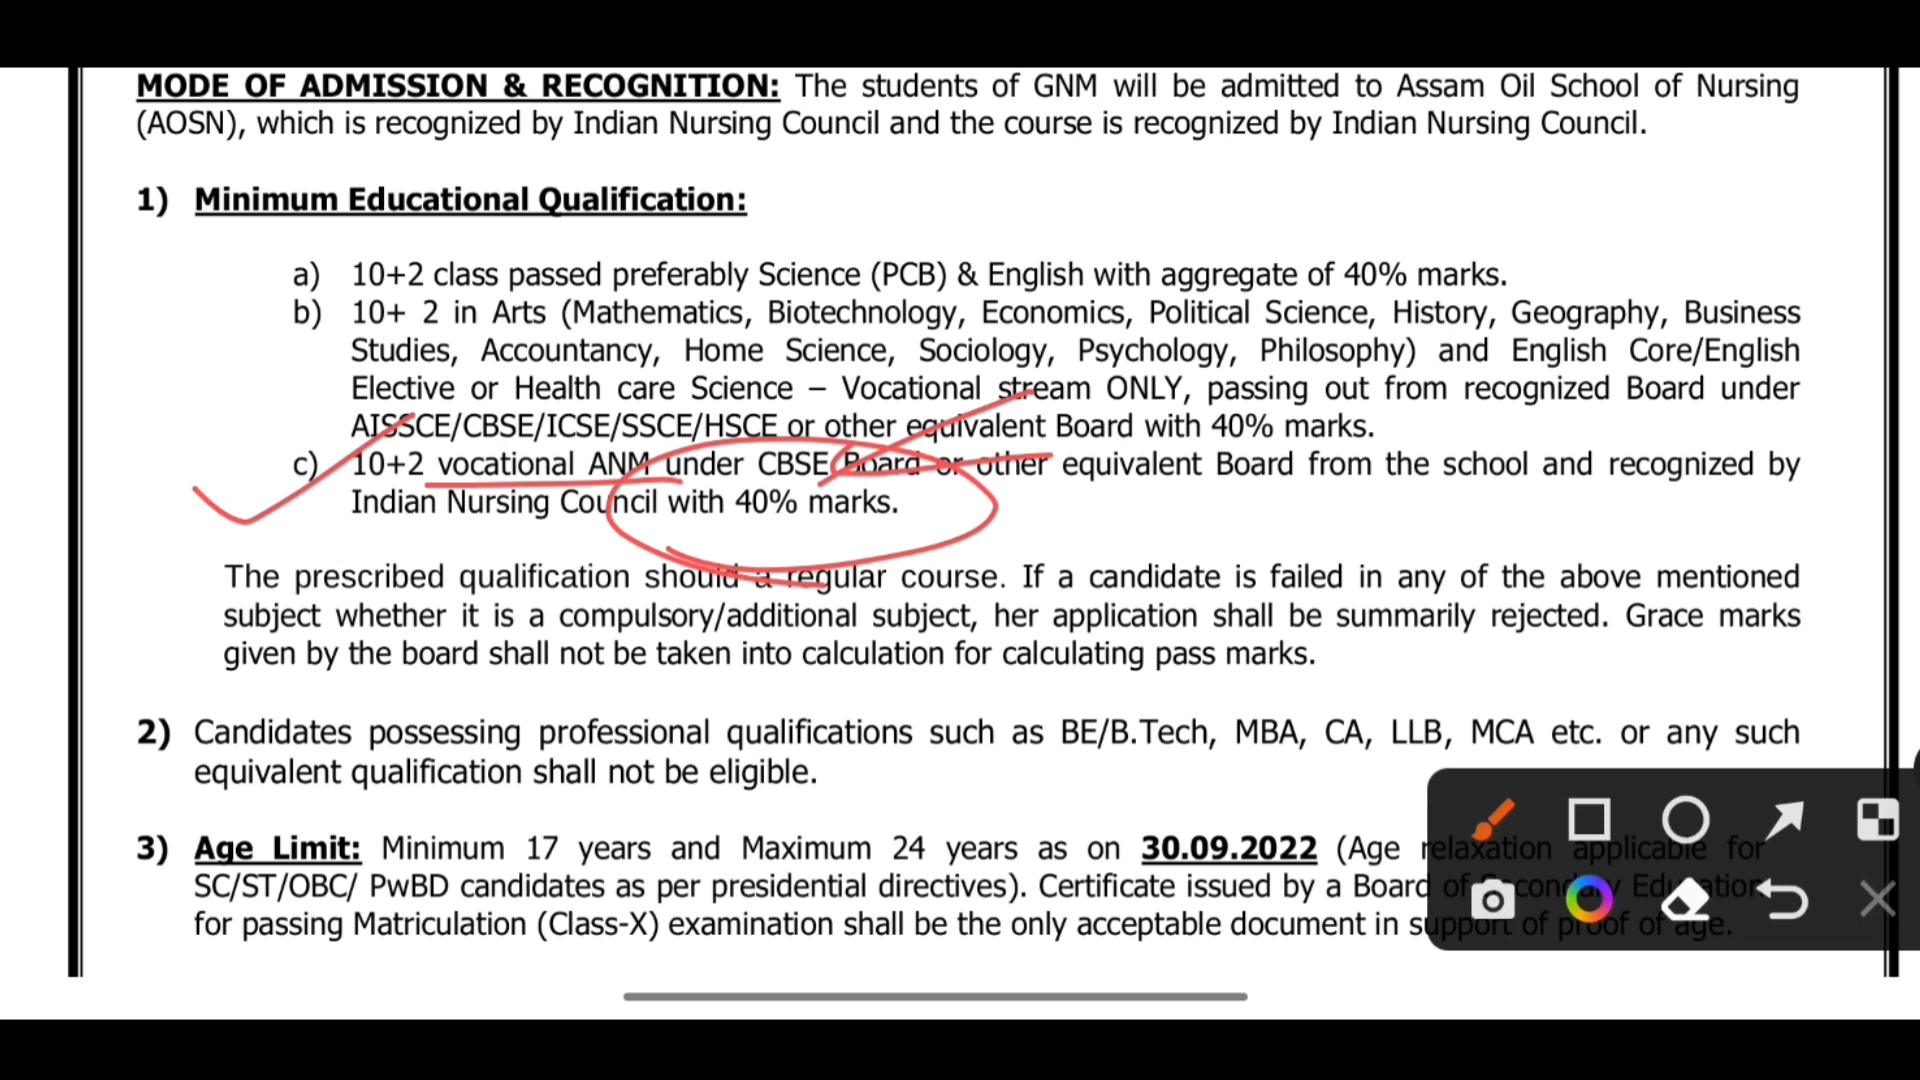 MODE OF ADMISSION & RECOGNITION: The students of GNM will be admitted to Assam Oil School of Nursing
(AOSN), which is recognized by Indian Nursing Council and the course is recognized by Indian Nursing Council.
1) Minimum Educational Qualification:
a) 10+2 class passed preferably Science (PCB) & English with aggregate of 40% marks.
b) 10+ 2 in Arts (Mathematics, Biotechnology, Economics, Political Science, History, Geography, Business
Studies, Accountancy, Home Science, Sociology, Psychology, Philosophy) and English Core/English
Elective or Health care Science – Vocational stream ONLY, passing out from recognized Board under
AISSCE/CBSE/ICSE/SSCE/HSCE or other equivalent Board with 40% marks.
c) 10+2 vocational ANM under CBSE Board or other equivalent Board from the school and recognized by
Indian Nursing Council with 40% marks.
The prescribed qualification should a regular course. If a candidate is failed in any of the above mentioned
subject whether it is a compulsory/additional subject, her application shall be summarily rejected. Grace marks
given by the board shall not be taken into calculation for calculating pass marks.
2) Candidates possessing professional qualifications such as BE/B.Tech, MBA, CA, LLB, MCA etc. or any such
equivalent qualification shall not be eligible.
3) Age Limit: Minimum 17 years and Maximum 24 years as on 30.09.2022 (Age relaxation applicable for
SC/ST/OBC/ PwBD candidates as per presidential directives). Certificate issued by a Board of Secondary Education
for passing Matriculation (Class-X) examination shall be the only acceptable document in support of proof of age.